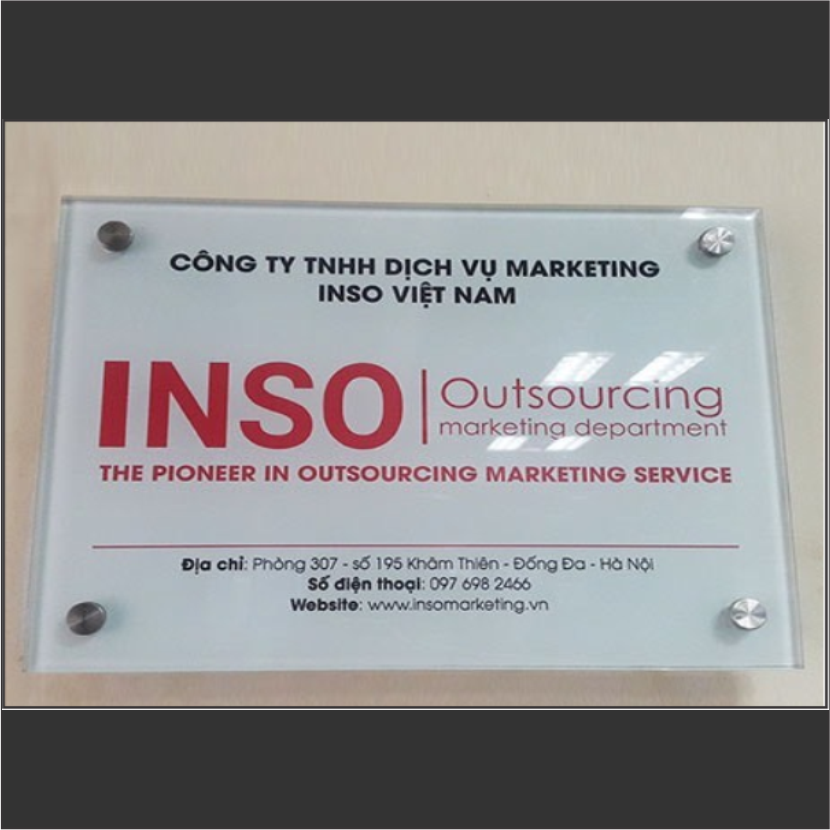 CÔNG TY TNHH DỊCH VỤ MARKETING
INSO VIỆT NAM
INSO
Outsourcing
marketing department
THE PIONEER IN OUTSOURCING MARKETING SERVICE
Địa chỉ: Phòng 307 - số 195 Khâm Thiên - Đống Đa - Hà Nội
Số điện thoại: 097 698 2466
Website: www.insomarketing.vn